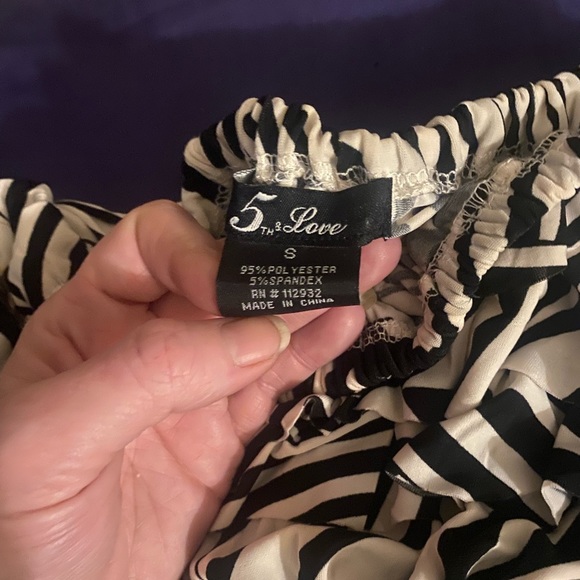 5TH & Love
S
95% POLYESTER
5% SPANDEX
RN # 112932
MADE IN CHINA